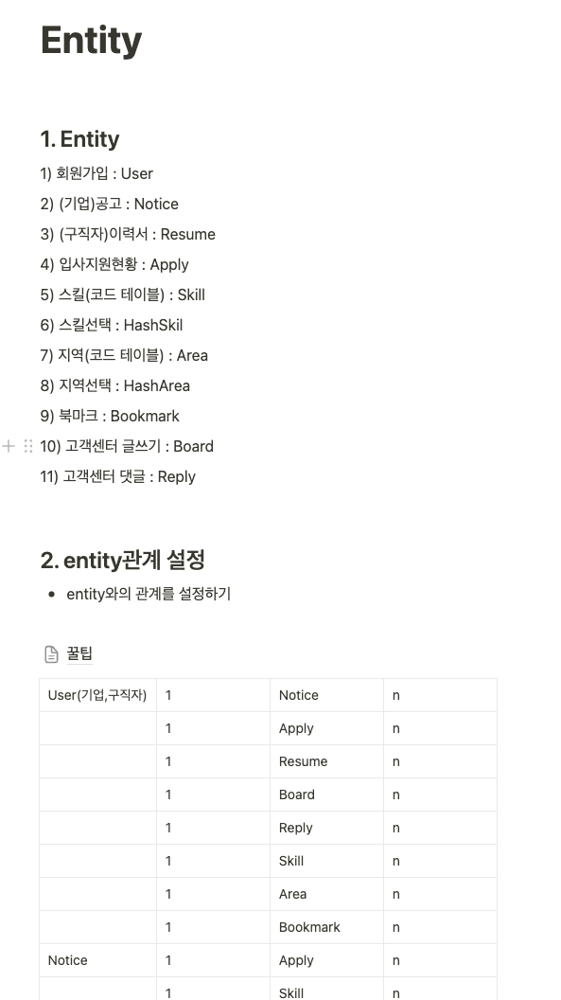 Entity
1. Entity
1) 회원가입 : User
2) (기업)공고 : Notice
3) (구직자)이력서 : Resume
4) 입사지원현황 : Apply
5) 스킬(코드 테이블) : Skill
6) 스킬선택 : HashSkil
7) 지역(코드 테이블) : Area
8) 지역선택 : HashArea
9) 북마크 : Bookmark
10) 고객센터 글쓰기 : Board
11) 고객센터 댓글 : Reply
2. entity관계 설정
• entity와의 관계를 설정하기
꿀팁
User(기업,구직자) 1 Notice n
1 Apply n
1 Resume n
1 Board n
1 Reply n
1 Skill n
1 Area n
1 Bookmark n
Notice 1 Apply n
1 Skill n